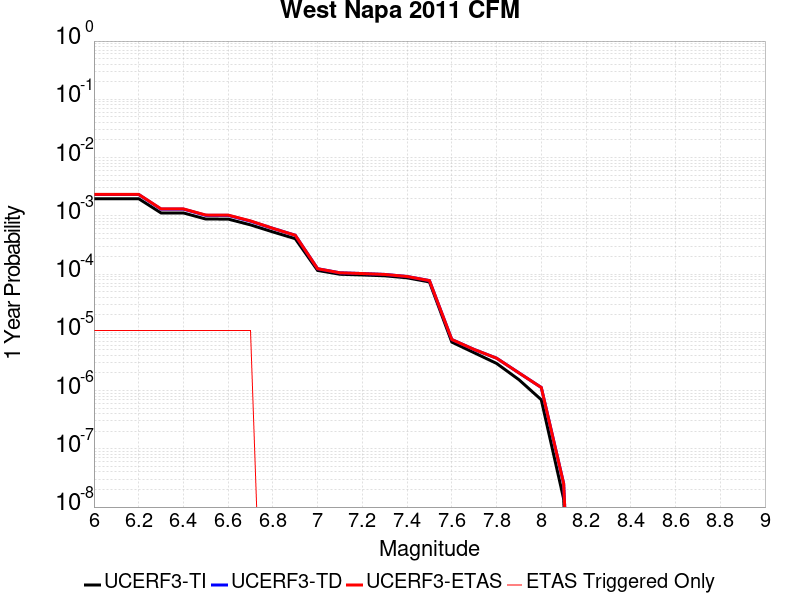 West Napa 2011 CFM
10^0
10^-1
10^-2
10^-3
10^-4
10^-5
10^-6
10^-7
10^-8
1 Year Probability
6 6.2 6.4 6.6 6.8 7 7.2 7.4 7.6 7.8 8 8.2 8.4 8.6 8.8 9
Magnitude
UCERF3-TI UCERF3-TD UCERF3-ETAS ETAS Triggered Only